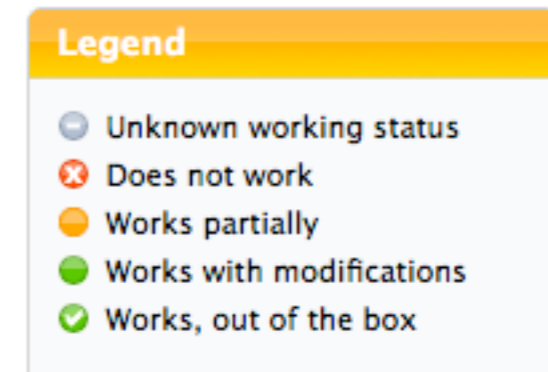 Legend
Unknown working status
Does not work
Works partially
Works with modifications
Works, out of the box